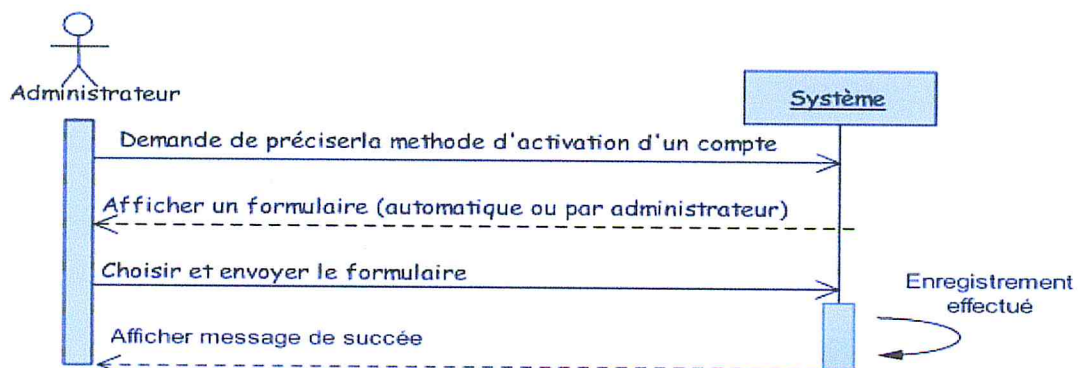 Administrateur
Système
Demande de préciserla methode d'activation d'un compte
Afficher un formulaire (automatique ou par administrateur)
Choisir et envoyer le formulaire
Enregistrement
effectué
Afficher message de succée